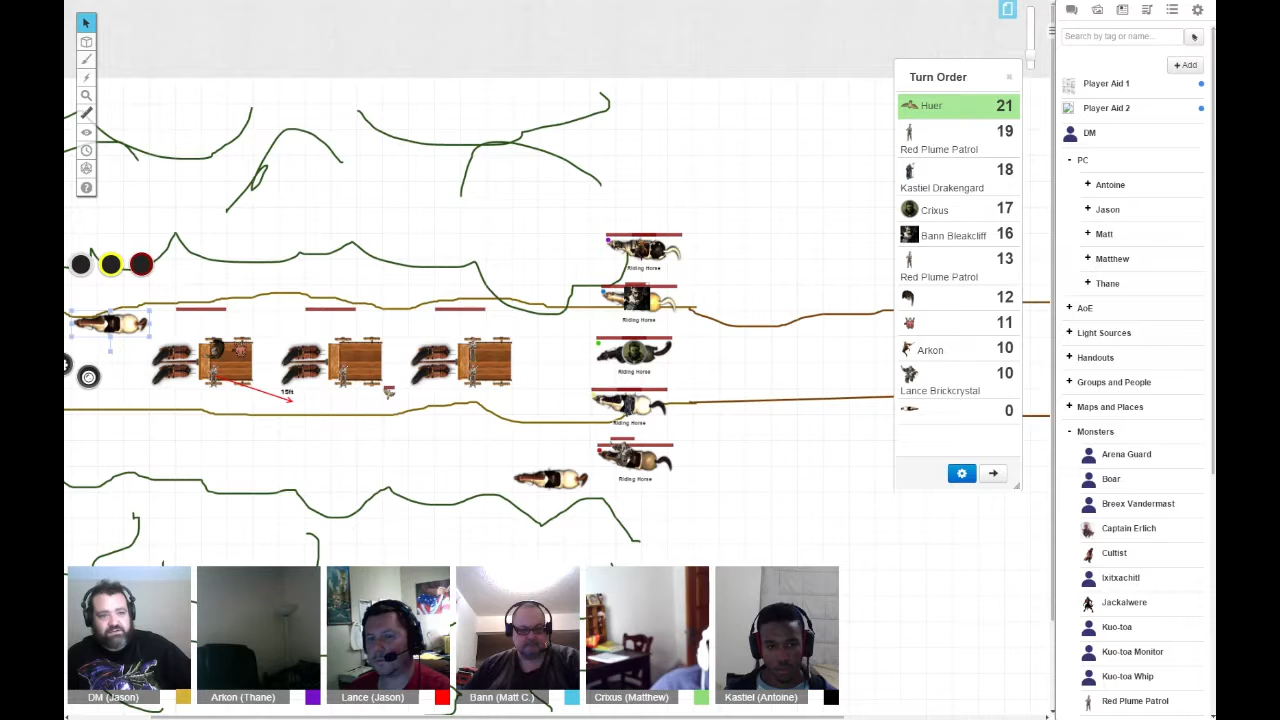 Turn Order
Huer 21
19
Red Plume Patrol
18
Kastiel Drakengard
Crixus 17
Bann Bleakcliff 16
13
Red Plume Patrol
12
11
Arkon 10
10
Lance Brickcrystal
0
Riding Horse
Riding Horse
Riding Horse
Riding Horse
Riding Horse
15ft
DM (Jason)
Arkon (Thane)
Lance (Jason)
Bann (Matt C.)
Crixus (Matthew)
Kastiel (Antoine)
Search by tag or name...
+ Add
Player Aid 1
Player Aid 2
DM
- PC
+ Antoine
+ Jason
+ Matt
+ Matthew
+ Thane
+ AoE
+ Light Sources
+ Handouts
+ Groups and People
+ Maps and Places
- Monsters
Arena Guard
Boar
Breex Vandermast
Captain Erlich
Cultist
Ixitxachitl
Jackalwere
Kuo-toa
Kuo-toa Monitor
Kuo-toa Whip
Red Plume Patrol